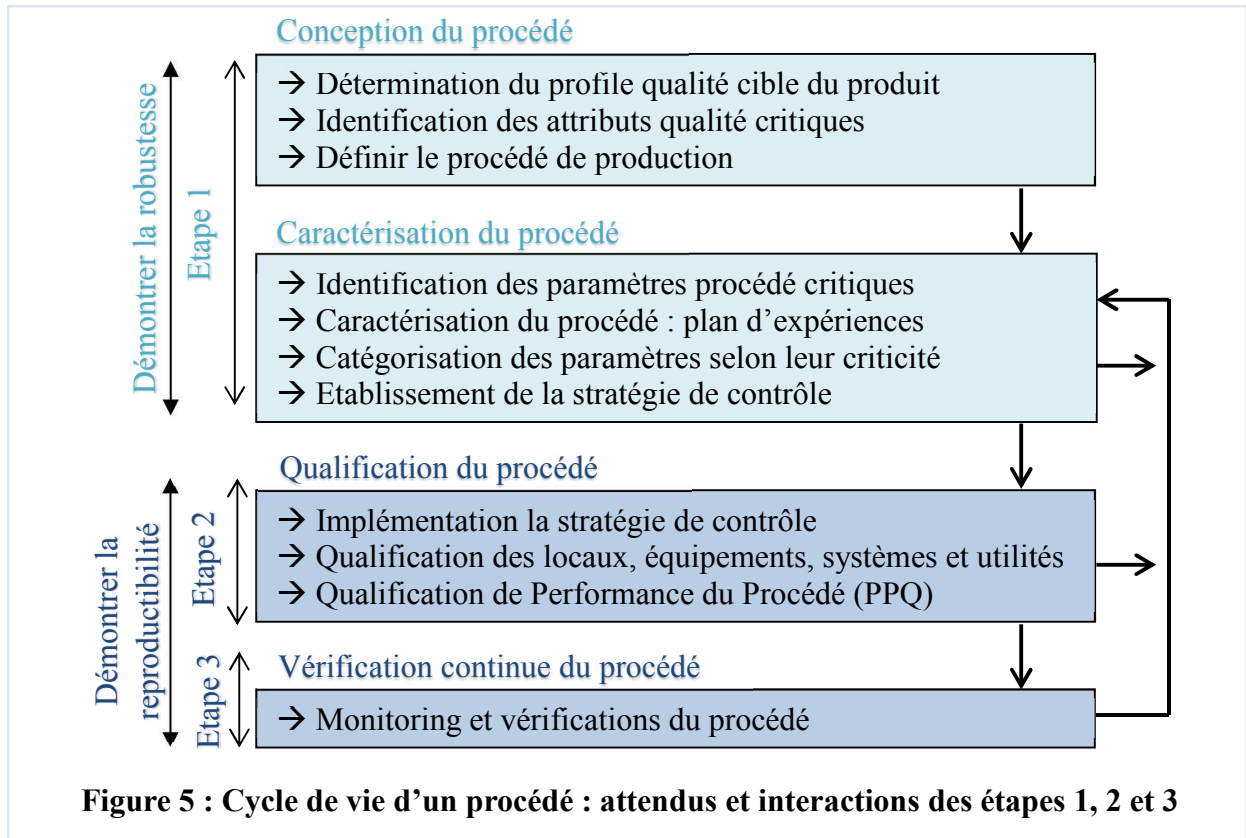 Conception du procédé
→ Détermination du profile qualité cible du produit
→ Identification des attributs qualité critiques
→ Définir le procédé de production
Démontrer la robustesse
Etape 1
Caractérisation du procédé
→ Identification des paramètres procédé critiques
→ Caractérisation du procédé : plan d’expériences
→ Catégorisation des paramètres selon leur criticité
→ Etablissement de la stratégie de contrôle
Qualification du procédé
→ Implémentation la stratégie de contrôle
→ Qualification des locaux, équipements, systèmes et utilités
→ Qualification de Performance du Procédé (PPQ)
Démontrer la
reproductibilité
Etape 2
Etape 3
Vérification continue du procédé
→ Monitoring et vérifications du procédé
Figure 5 : Cycle de vie d’un procédé : attendus et interactions des étapes 1, 2 et 3